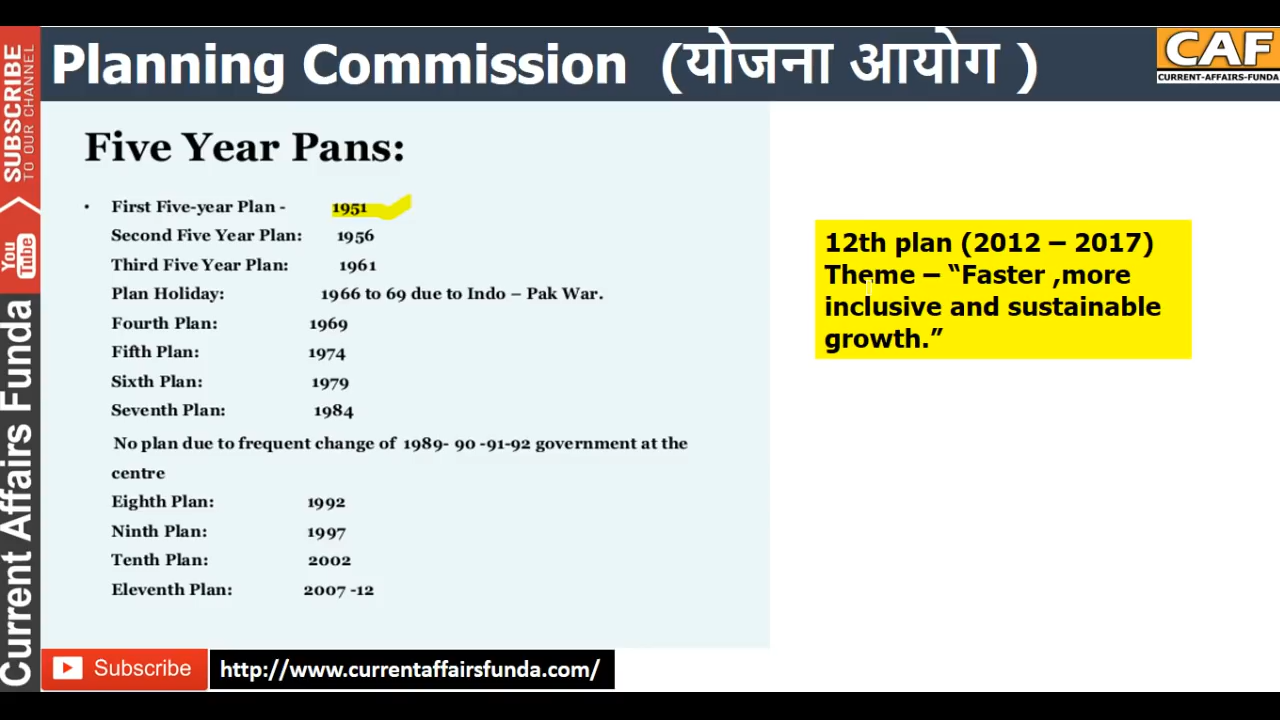 Planning Commission (योजना आयोग )
CAF
CURRENT-AFFAIRS-FUNDA
SUBSCRIBE
TO OUR CHANNEL
You
Tube
Current Affairs Funda
Five Year Pans:
• First Five-year Plan - 1951
Second Five Year Plan: 1956
Third Five Year Plan: 1961
Plan Holiday: 1966 to 69 due to Indo – Pak War.
Fourth Plan: 1969
Fifth Plan: 1974
Sixth Plan: 1979
Seventh Plan: 1984
No plan due to frequent change of 1989- 90 -91-92 government at the
centre
Eighth Plan: 1992
Ninth Plan: 1997
Tenth Plan: 2002
Eleventh Plan: 2007 -12
12th plan (2012 – 2017)
Theme – “Faster ,more
inclusive and sustainable
growth.”
Subscribe
http://www.currentaffairsfunda.com/